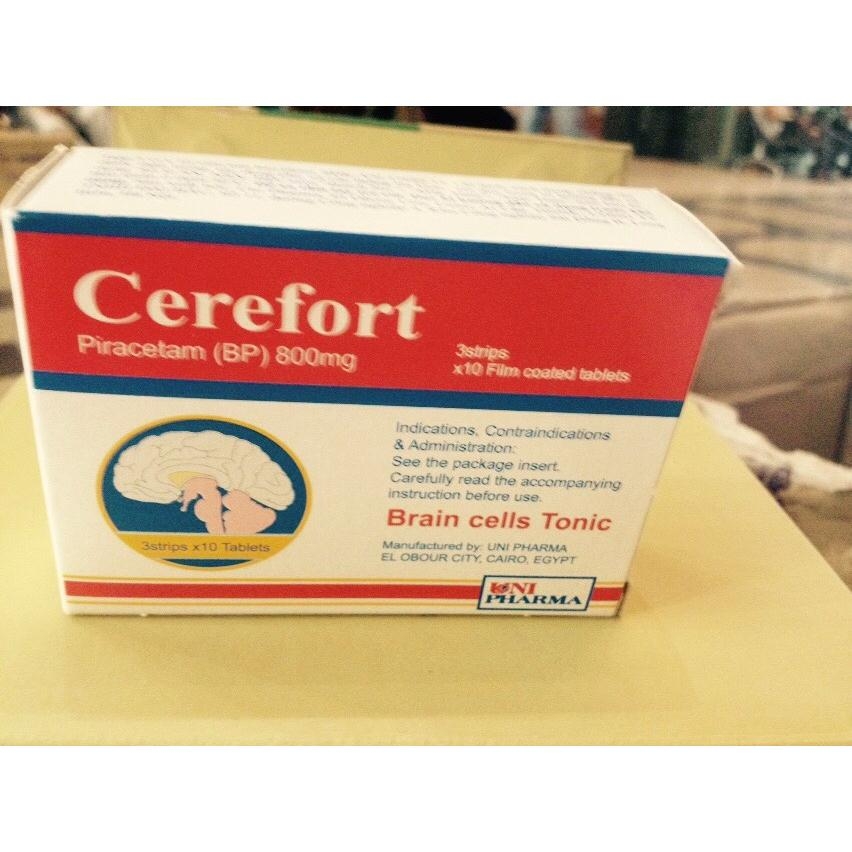 Cerefort
Piracetam (BP) 800mg
3strips
x10 Film coated tablets
Indications, Contraindications
& Administration:
See the package insert.
Carefully read the accompanying
instruction before use.
Brain cells Tonic
3strips x10 Tablets
Manufactured by: UNI PHARMA
EL OBOUR CITY, CAIRO, EGYPT
UNI
PHARMA